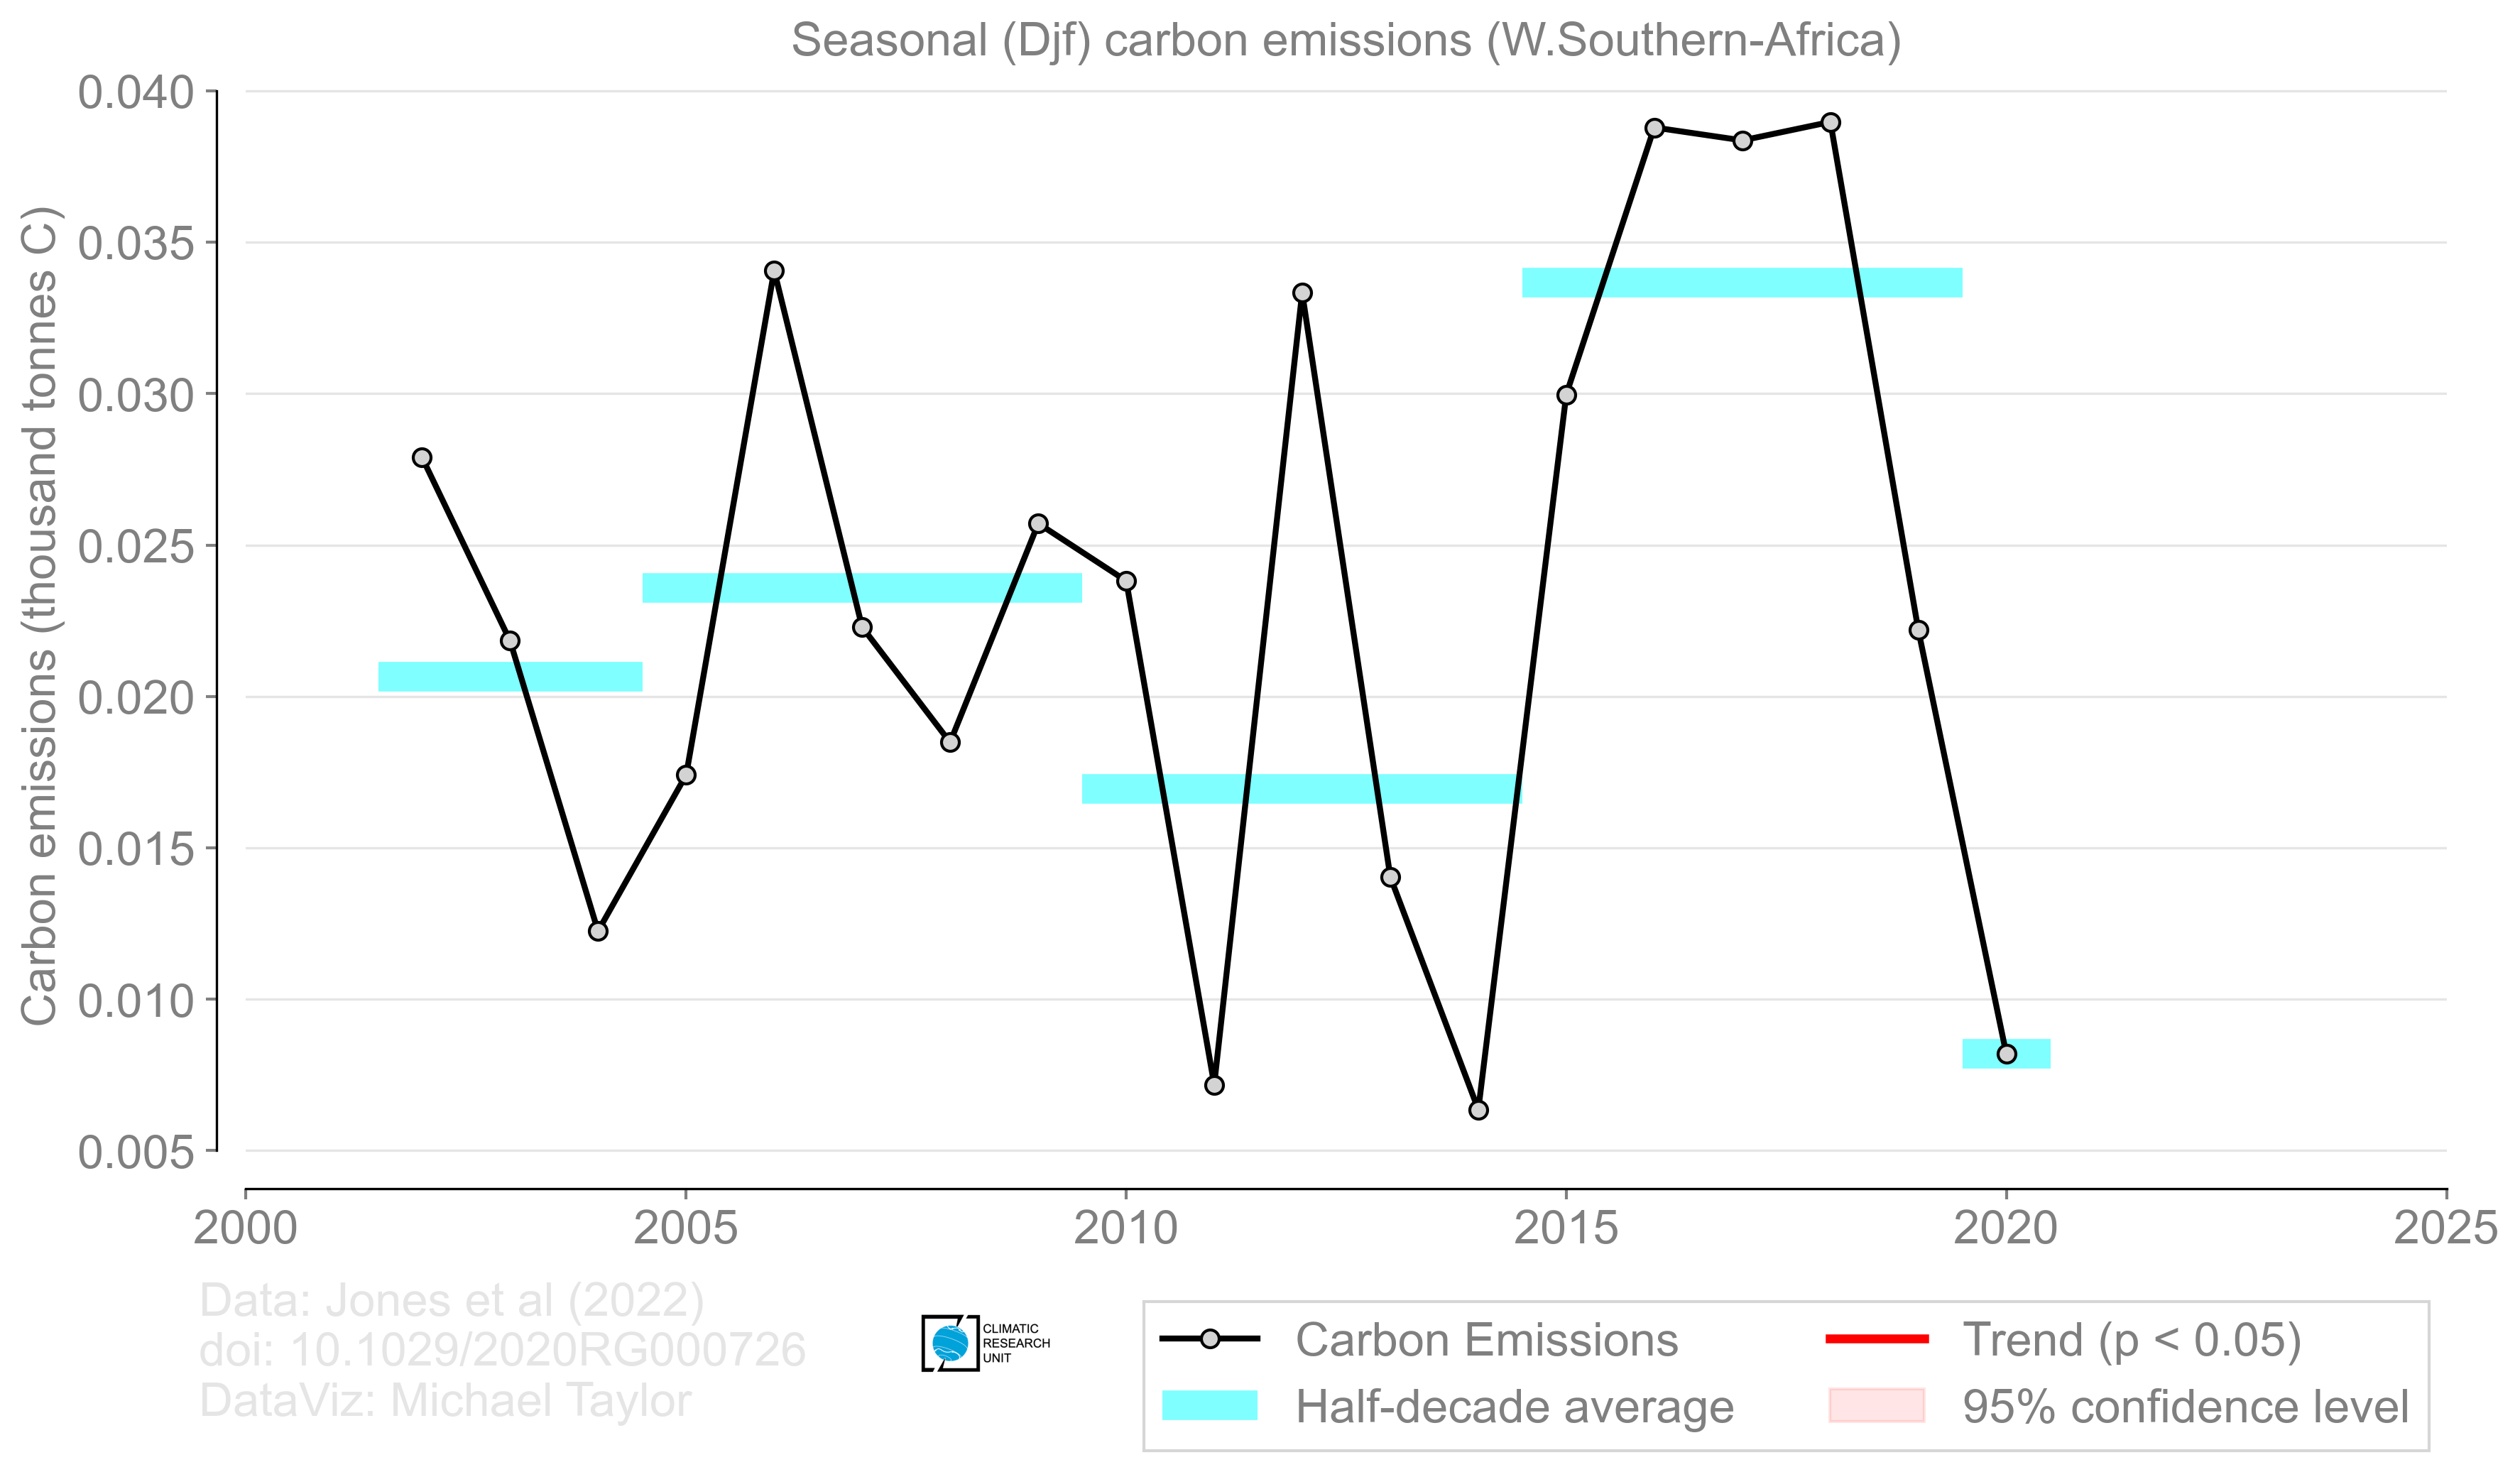 Seasonal (Djf) carbon emissions (W.Southern-Africa)
Carbon emissions (thousand tonnes C)
0.040
0.035
0.030
0.025
0.020
0.015
0.010
0.005
2000 2005 2010 2015 2020 2025
Data: Jones et al (2022)
doi: 10.1029/2020RG000726
DataViz: Michael Taylor
CLIMATIC
RESEARCH
UNIT
Carbon Emissions
Half-decade average
Trend (p < 0.05)
95% confidence level